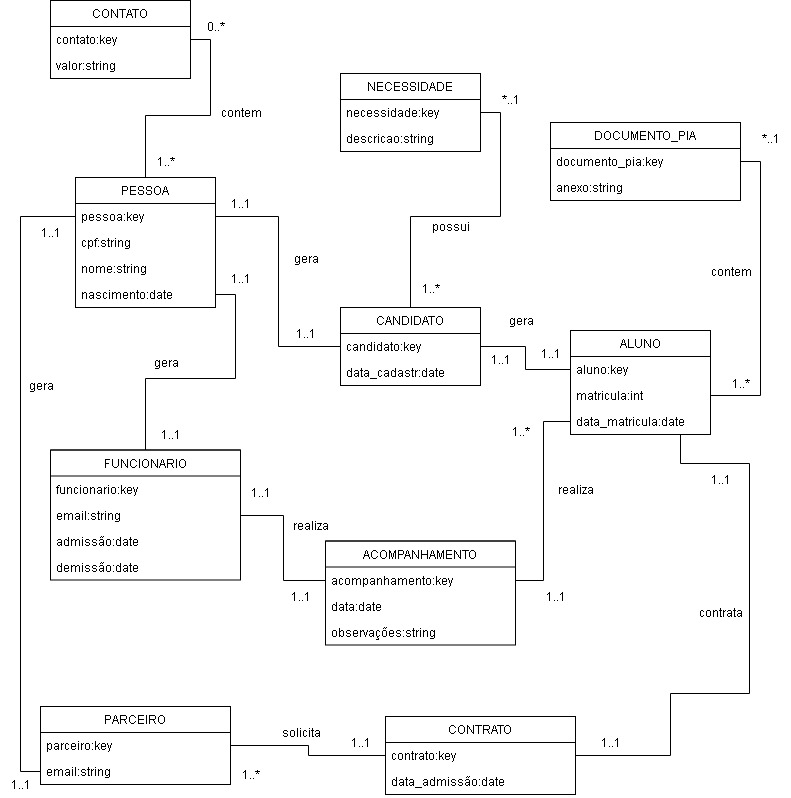 CONTATO
contato:key
valor:string
0..*
contem
1..*
NECESSIDADE
necessidade:key
descricao:string
*..1
possui
1..*
DOCUMENTO_PIA
documento_pia:key
anexo:string
*..1
contem
1..*
PESSOA
pessoa:key
cpf:string
nome:string
nascimento:date
1..1
1..1
1..1
gera
1..1
gera
1..1
gera
CANDIDATO
candidato:key
data_cadastr:date
gera
1..1
1..1
ALUNO
aluno:key
matricula:int
data_matricula:date
1..*
realiza
1..1
1..1
contrata
FUNCIONARIO
funcionario:key
email:string
admissão:date
demissão:date
1..1
realiza
1..1
ACOMPANHAMENTO
acompanhamento:key
data:date
observações:string
PARCEIRO
parceiro:key
email:string
1..1
1..*
solicita
1..1
CONTRATO
contrato:key
data_admissão:date
1..1